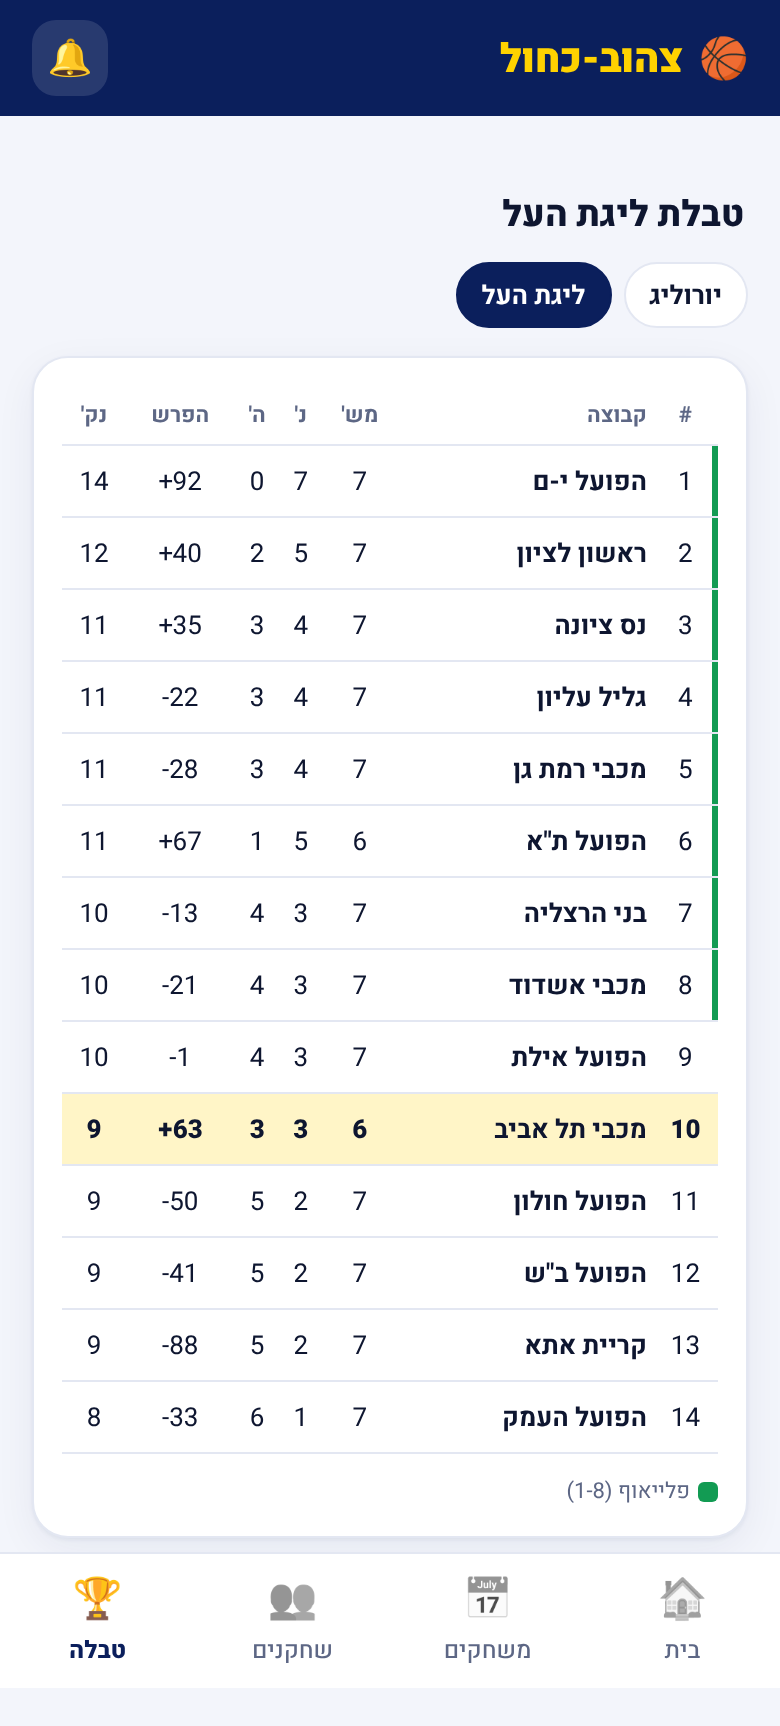 צהוב-כחול
טבלת ליגת העל
יורוליג ליגת העל
# קבוצה מש' נ' ה' הפרש נק'
1 הפועל י-ם 7 7 0 +92 14
2 ראשון לציון 7 5 2 +40 12
3 נס ציונה 7 4 3 +35 11
4 גליל עליון 7 4 3 -22 11
5 מכבי רמת גן 7 4 3 -28 11
6 הפועל ת"א 6 5 1 +67 11
7 בני הרצליה 7 3 4 -13 10
8 מכבי אשדוד 7 3 4 -21 10
9 הפועל אילת 7 3 4 -1 10
10 מכבי תל אביב 6 3 3 +63 9
11 הפועל חולון 7 2 5 -50 9
12 הפועל ב"ש 7 2 5 -41 9
13 קריית אתא 7 2 5 -88 9
14 הפועל העמק 7 1 6 -33 8
פלייאוף (1-8)
July
17
בית משחקים שחקנים טבלה